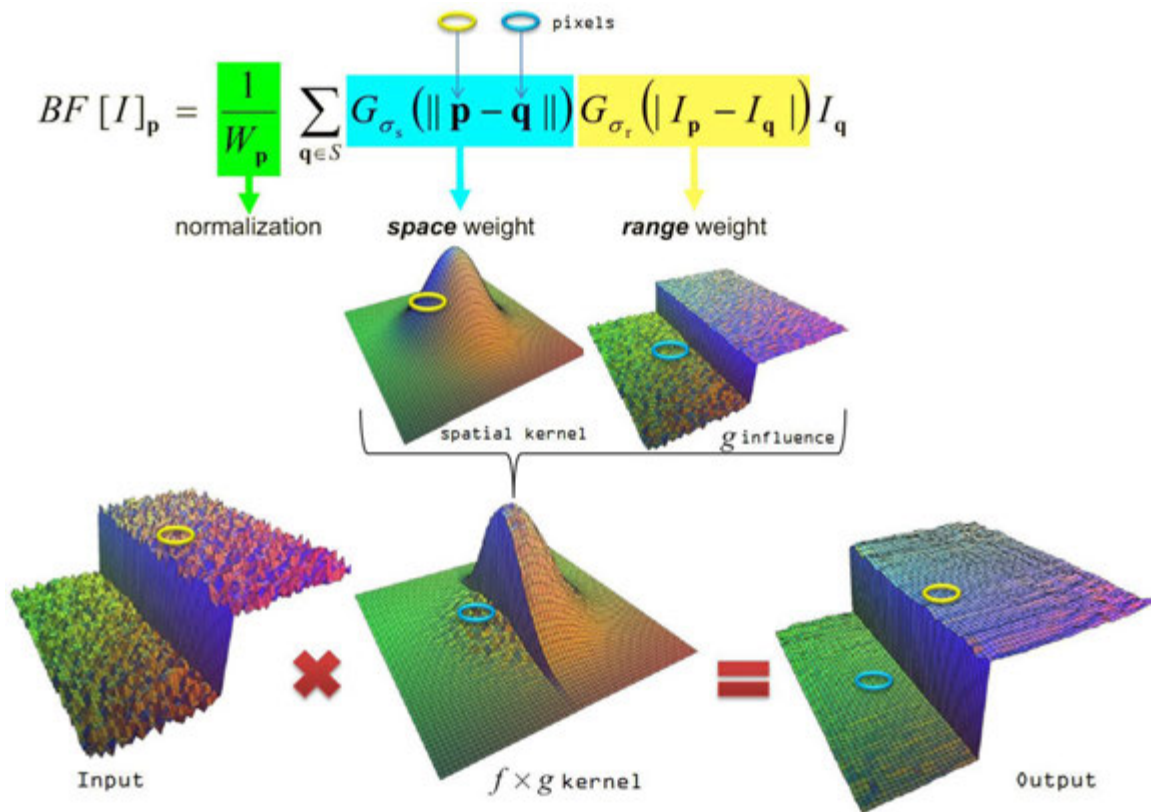 pixels
BF [I]p = 1/Wp ∑q∈S Gσs (|| p − q ||) Gσr (| Ip − Iq |) Iq
normalization space weight range weight
spatial kernel g influence
Input f × g kernel Output